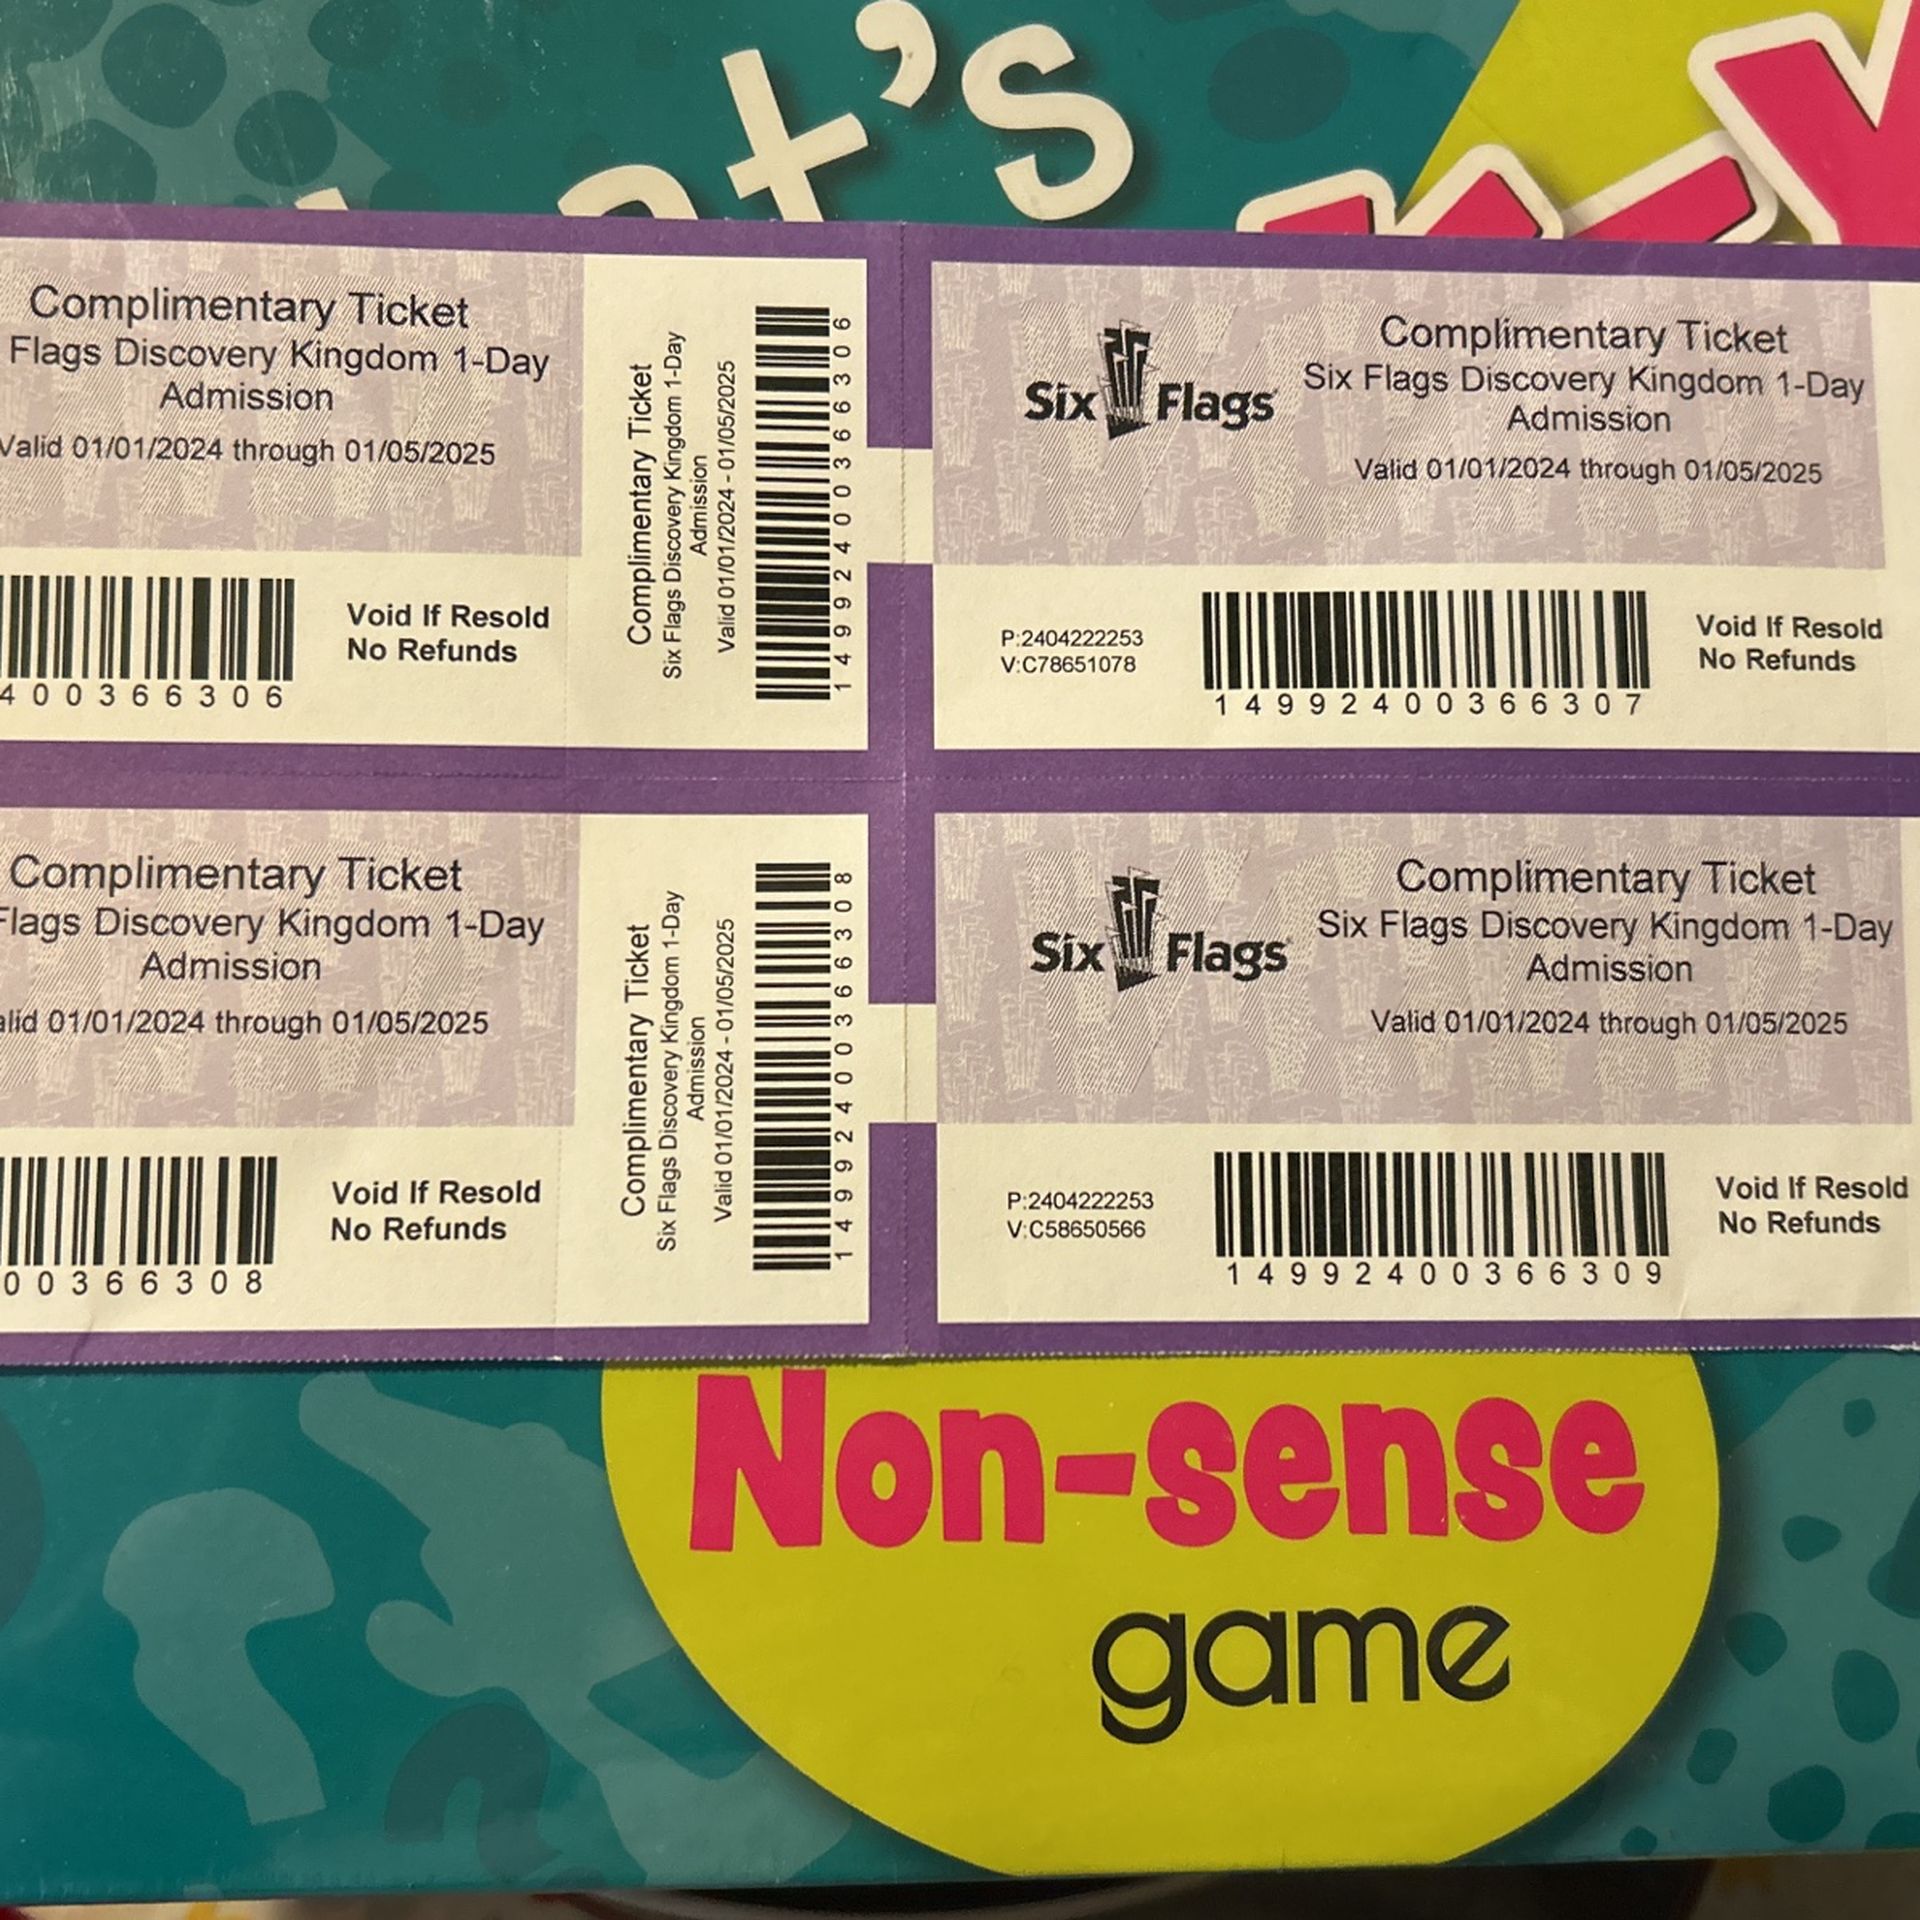 t's
Complimentary Ticket
Flags Discovery Kingdom 1-Day
Admission
Valid 01/01/2024 through 01/05/2025
400366306
Void If Resold
No Refunds
Complimentary Ticket
Six Flags Discovery Kingdom 1-Day
Admission
Valid 01/01/2024 - 01/05/2025
14992400366306
Six Flags
Complimentary Ticket
Six Flags Discovery Kingdom 1-Day
Admission
Valid 01/01/2024 through 01/05/2025
P:2404222253
V:C78651078
14992400366307
Void If Resold
No Refunds
Complimentary Ticket
Flags Discovery Kingdom 1-Day
Admission
alid 01/01/2024 through 01/05/2025
00366308
Void If Resold
No Refunds
Complimentary Ticket
Six Flags Discovery Kingdom 1-Day
Admission
Valid 01/01/2024 - 01/05/2025
14992400366308
Six Flags
Complimentary Ticket
Six Flags Discovery Kingdom 1-Day
Admission
Valid 01/01/2024 through 01/05/2025
P:2404222253
V:C58650566
14992400366309
Void If Resold
No Refunds
Non-sense
game